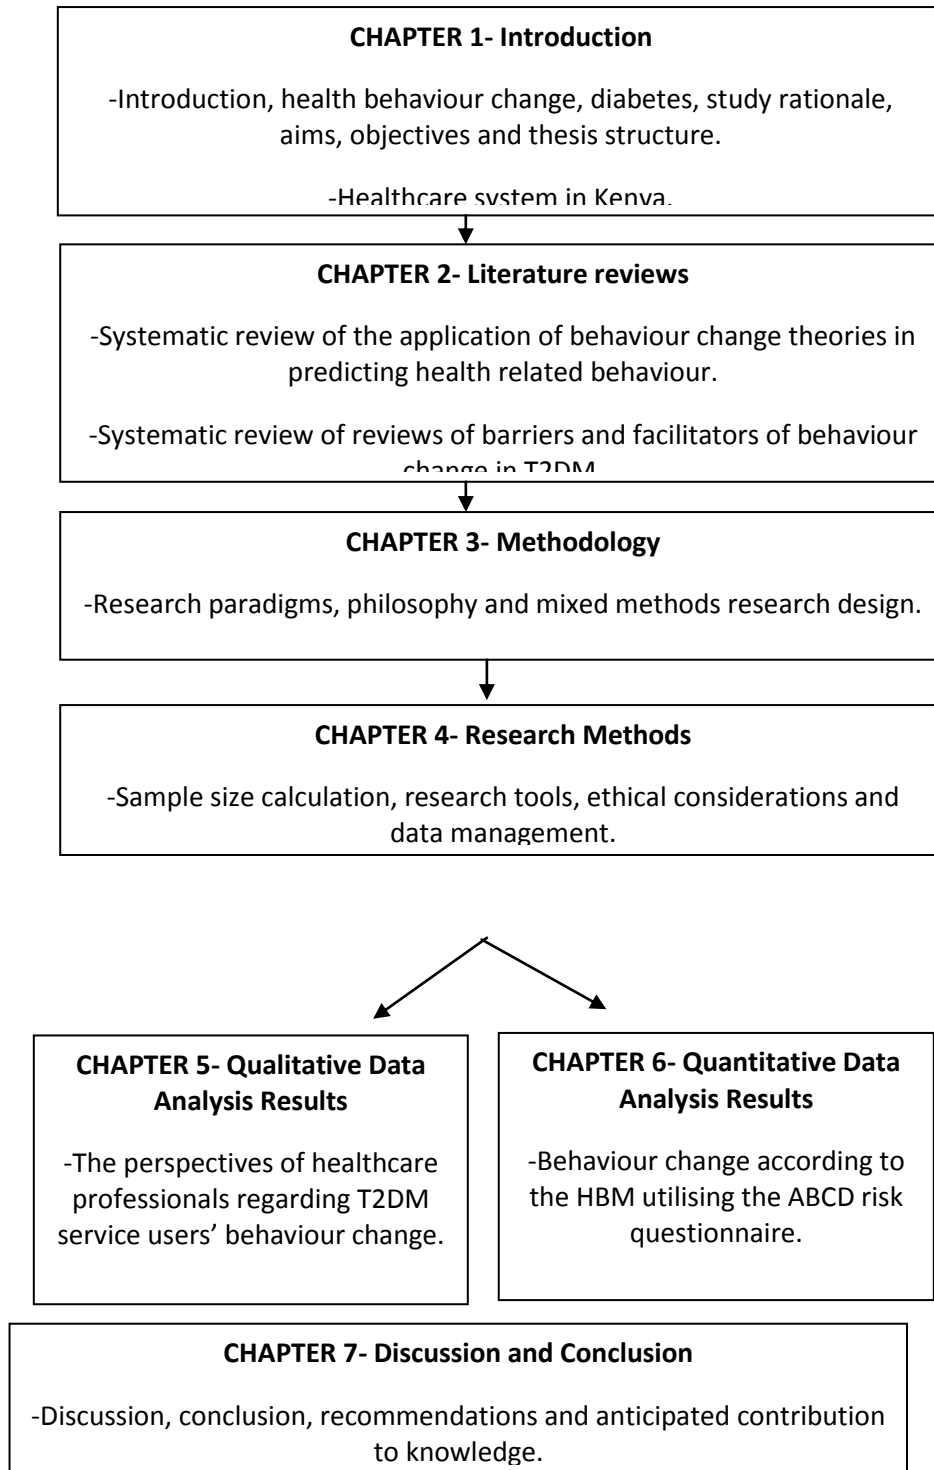 CHAPTER 1- Introduction
-Introduction, health behaviour change, diabetes, study rationale,
aims, objectives and thesis structure.
-Healthcare system in Kenya.
CHAPTER 2- Literature reviews
-Systematic review of the application of behaviour change theories in
predicting health related behaviour.
-Systematic review of reviews of barriers and facilitators of behaviour
change in T2DM
CHAPTER 3- Methodology
-Research paradigms, philosophy and mixed methods research design.
CHAPTER 4- Research Methods
-Sample size calculation, research tools, ethical considerations and
data management.
CHAPTER 5- Qualitative Data
Analysis Results
-The perspectives of healthcare
professionals regarding T2DM
service users’ behaviour change.
CHAPTER 6- Quantitative Data
Analysis Results
-Behaviour change according to
the HBM utilising the ABCD risk
questionnaire.
CHAPTER 7- Discussion and Conclusion
-Discussion, conclusion, recommendations and anticipated contribution
to knowledge.